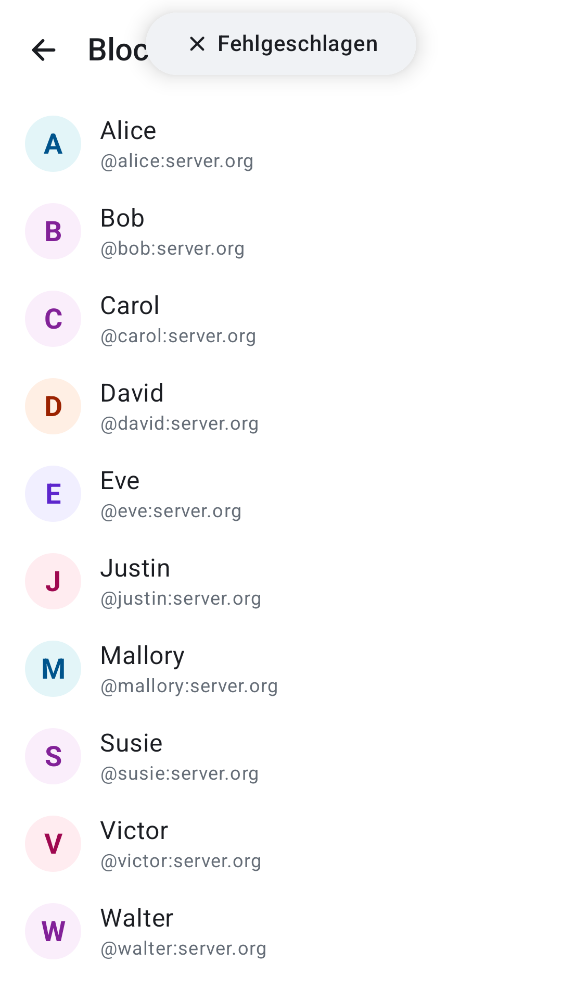 Bloc
Fehlgeschlagen
A
Alice
@alice:server.org
B
Bob
@bob:server.org
C
Carol
@carol:server.org
D
David
@david:server.org
E
Eve
@eve:server.org
J
Justin
@justin:server.org
M
Mallory
@mallory:server.org
S
Susie
@susie:server.org
V
Victor
@victor:server.org
W
Walter
@walter:server.org